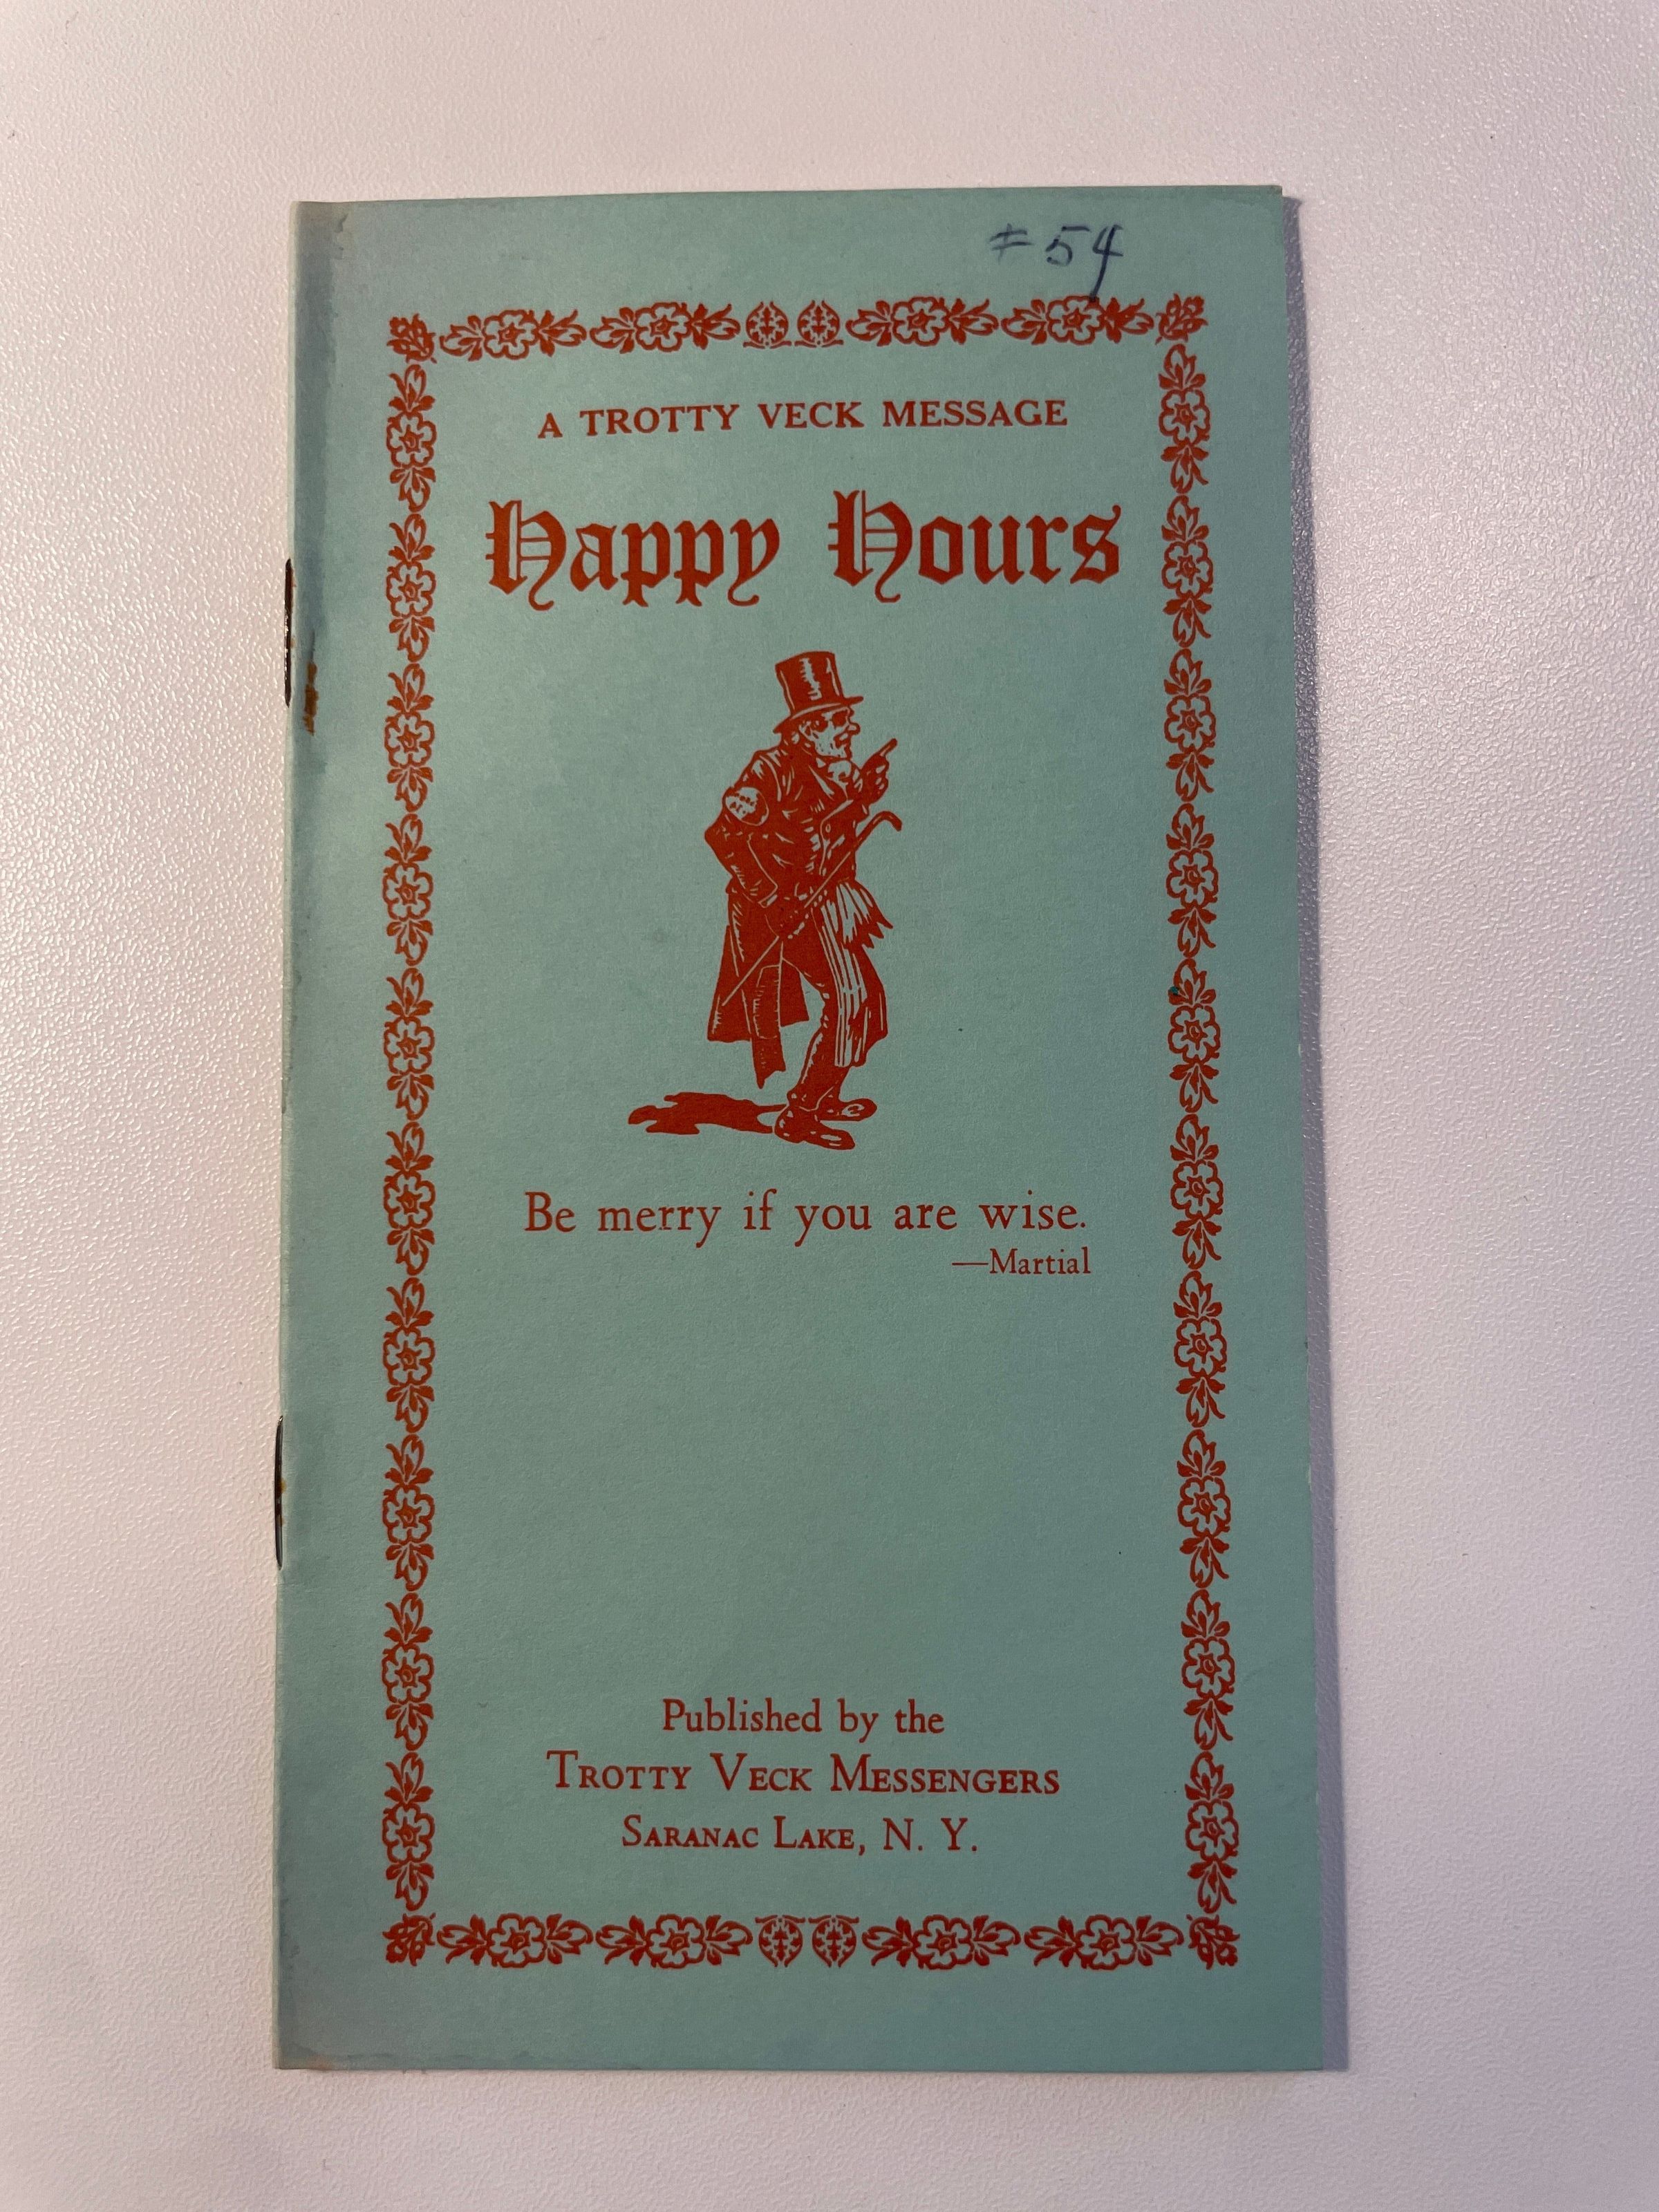 #54
A TROTTY VECK MESSAGE
Happy Hours
Be merry if you are wise.
—Martial
Published by the
TROTTY VECK MESSENGERS
SARANAC LAKE, N. Y.